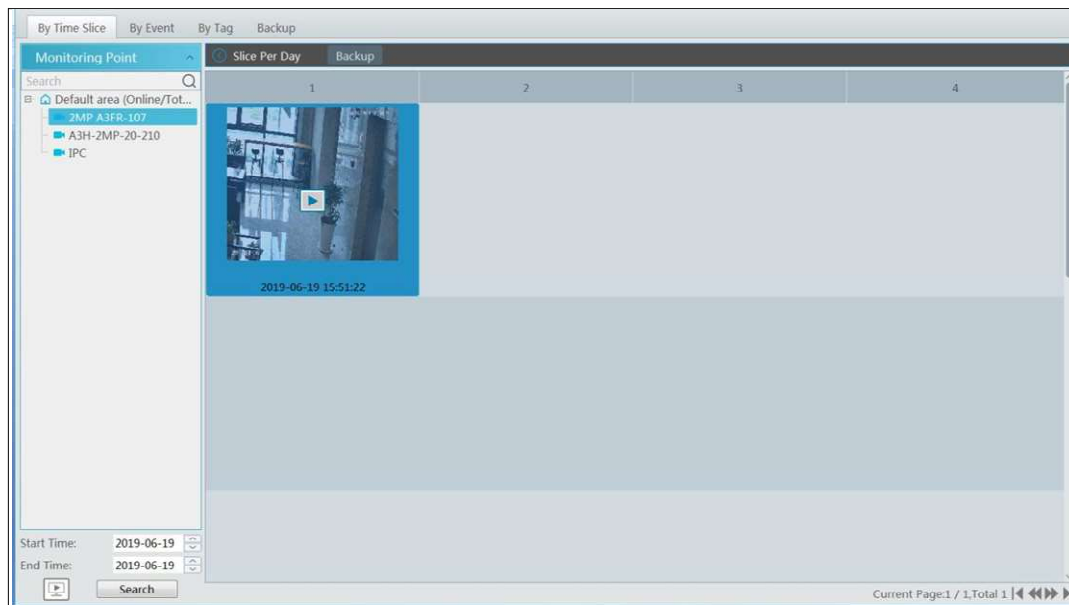 By Time Slice By Event By Tag Backup
Monitoring Point
Slice Per Day Backup
Search
1 2 3 4
Default area (Online/Tot...
2MP A3FR-107
A3H-2MP-20-210
IPC
2019-06-19 15:51:22
Start Time: 2019-06-19
End Time: 2019-06-19
Search
Current Page:1 / 1,Total 1